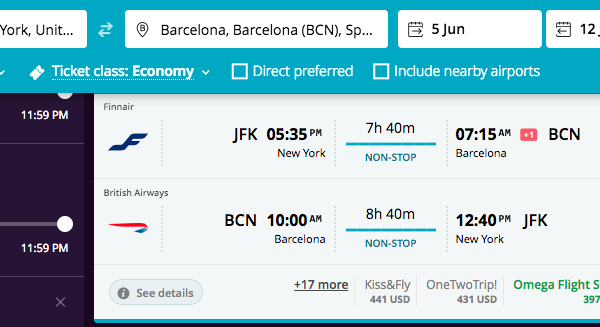 York, Unit...
Barcelona, Barcelona (BCN), Sp...
5 Jun
12
Ticket class: Economy
Direct preferred
Include nearby airports
11:59 PM
Finnair
JFK 05:35 PM
New York
7h 40m
NON-STOP
07:15 AM +1 BCN
Barcelona
British Airways
BCN 10:00 AM
Barcelona
8h 40m
NON-STOP
12:40 PM JFK
New York
11:59 PM
See details
+17 more
Kiss&Fly
441 USD
OneTwoTrip!
431 USD
Omega Flight S
397